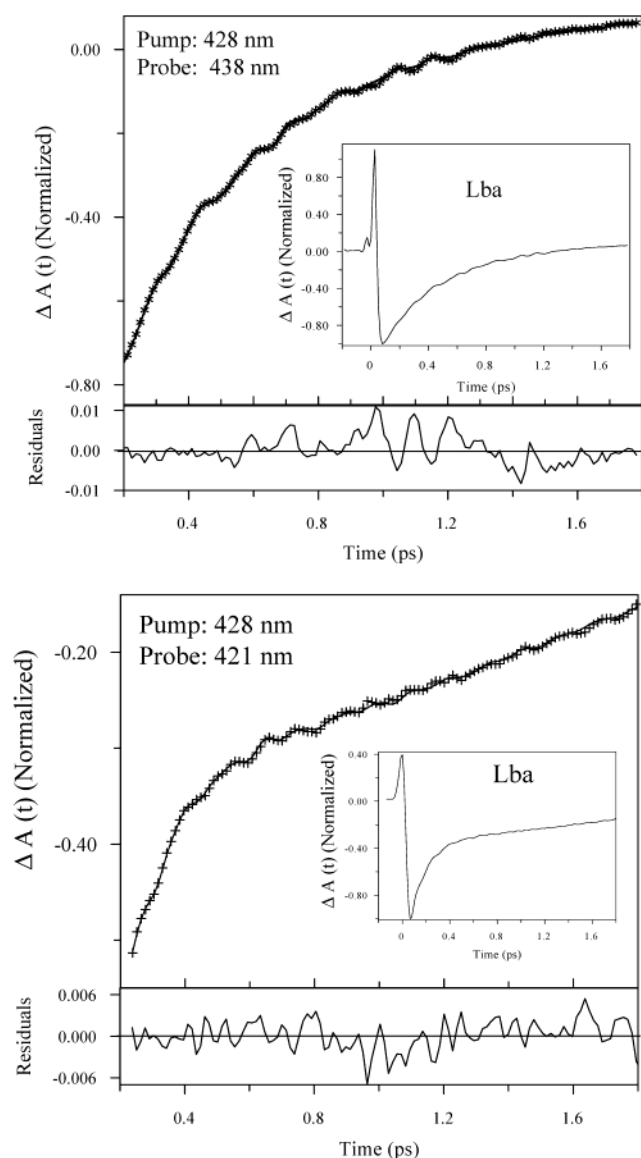 Pump: 428 nm
Probe: 438 nm
Δ A (t) (Normalized)
0.00
-0.40
-0.80
Lba
Δ A (t) (Normalized)
0.80
0.40
0.00
-0.40
-0.80
0 0.4 0.8 1.2 1.6
Time (ps)
Residuals
0.01
0.00
-0.01
0.4 0.8 1.2 1.6
Time (ps)
Pump: 428 nm
Probe: 421 nm
Δ A (t) (Normalized)
-0.20
-0.40
Lba
Δ A (t) (Normalized)
0.40
0.00
-0.40
-0.80
0 0.4 0.8 1.2 1.6
Time (ps)
Residuals
0.006
0.000
-0.006
0.4 0.8 1.2 1.6
Time (ps)